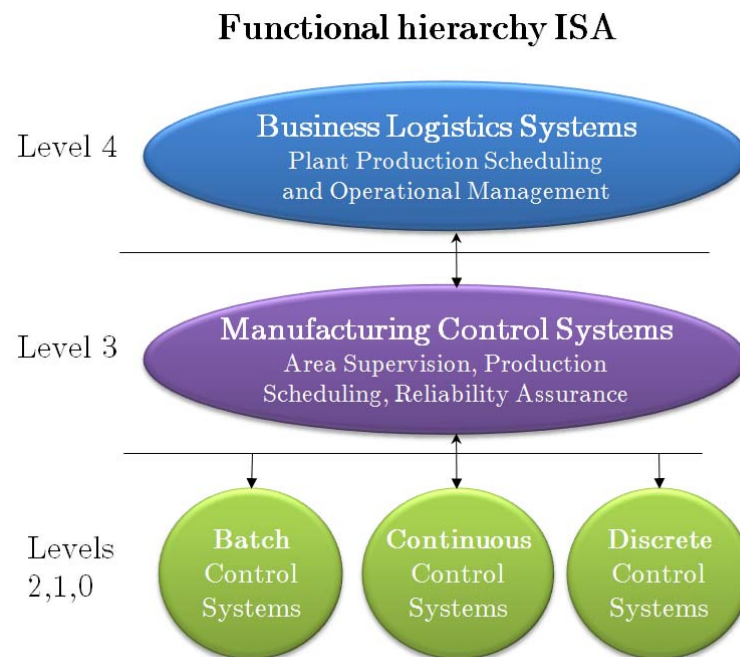 Functional hierarchy ISA
Level 4
Business Logistics Systems
Plant Production Scheduling
and Operational Management
Level 3
Manufacturing Control Systems
Area Supervision, Production
Scheduling, Reliability Assurance
Levels
2,1,0
Batch
Control
Systems
Continuous
Control
Systems
Discrete
Control
Systems